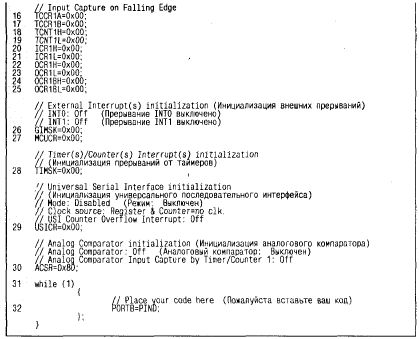 // Input Capture on Falling Edge
16 TCCR1A=0x00;
17 TCCR1B=0x00;
18 TCNT1H=0x00;
19 TCNT1L=0x00;
20 ICR1H=0x00;
21 ICR1L=0x00;
22 OCR1H=0x00;
23 OCR1L=0x00;
24 OCR1BH=0x00;
25 OCR1BL=0x00;
// External Interrupt(s) initialization (Инициализация внешних прерываний)
// INT0: Off (Прерывание INT0 выключено)
// INT1: Off (Прерывание INT1 выключено)
26 GIMSK=0x00;
27 MCUCR=0x00;
// Timer(s)/Counter(s) Interrupt(s) initialization
// (Инициализация прерываний от таймеров)
28 TIMSK=0x00;
// Universal Serial Interface initialization
// (Инициализация универсального последовательного интерфейса)
// Mode: Disabled (Режим: Выключен)
// Clock source: Register & Counter=no clk.
// USI Counter Overflow Interrupt: Off
29 USICR=0x00;
// Analog Comparator initialization (Инициализация аналогового компаратора)
// Analog Comparator: Off (Аналоговый компаратор: Выключен)
// Analog Comparator Input Capture by Timer/Counter 1: Off
30 ACSR=0x80;
31 while (1)
{
// Place your code here (Пожалуйста вставьте ваш код)
32 PORTB=PIND;
};
}